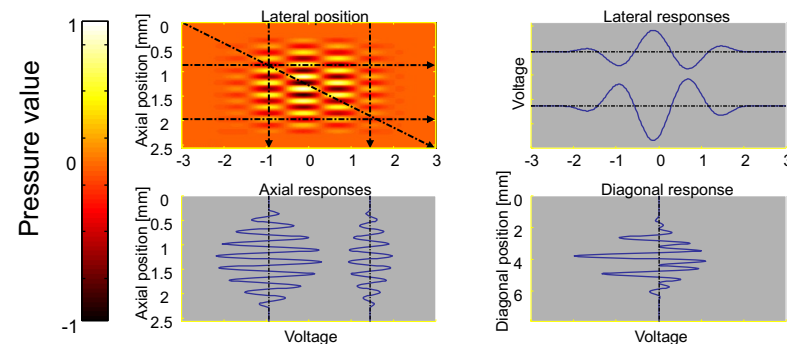 Pressure value
1
0
-1
Lateral position
Axial position [mm]
0
0.5
1
1.5
2
2.5
-3 -2 -1 0 1 2 3
Lateral responses
Voltage
-3 -2 -1 0 1 2 3
Axial responses
Axial position [mm]
0
0.5
1
1.5
2
2.5
Voltage
Diagonal response
Diagonal position [mm]
0
2
4
6
Voltage